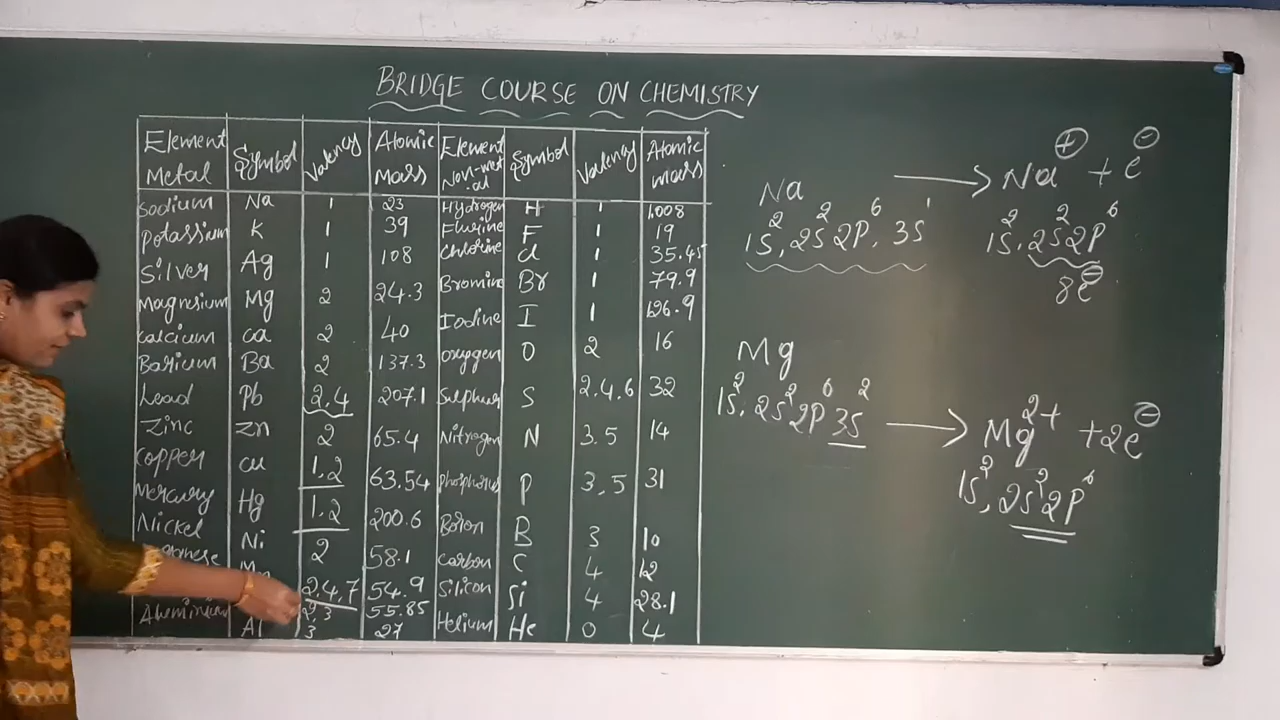 BRIDGE COURSE ON CHEMISTRY
Element Metal Symbol Valency Atomic mass Element Non-metal Symbol Valency Atomic mass
Sodium Na 1 23 Hydrogen H 1 1.008
Potassium K 1 39 Flurine F 1 19
Silver Ag 1 108 Chlorine Cl 1 35.45
Magnesium Mg 2 24.3 Bromine Br 1 79.9
Calcium Ca 2 40 Iodine I 1 126.9
Barium Ba 2 137.3 Oxygen O 2 16
Lead Pb 2,4 207.1 Sulphur S 2.4.6 32
Zinc Zn 2 65.4 Nitrogen N 3.5 14
Copper Cu 1,2 63.54 Phosphorus P 3.5 31
Mercury Hg 1,2 200.6 Boron B 3 10
Nickel Ni 2 58.1 Carbon C 4 12
2,4,7 54.9 Silicon Si 4 28.1
2,3 55.85
Aluminium Al 3 27 Helium He 0 4
Na → Na⊕ + e⊖
1S², 2S² 2P⁶, 3S¹ 1S², 2S² 2P⁶
8e⊖
Mg → Mg²⁺ + 2e⊖
1S², 2S² 2P⁶ 3S² 1S², 2S² 2P⁶